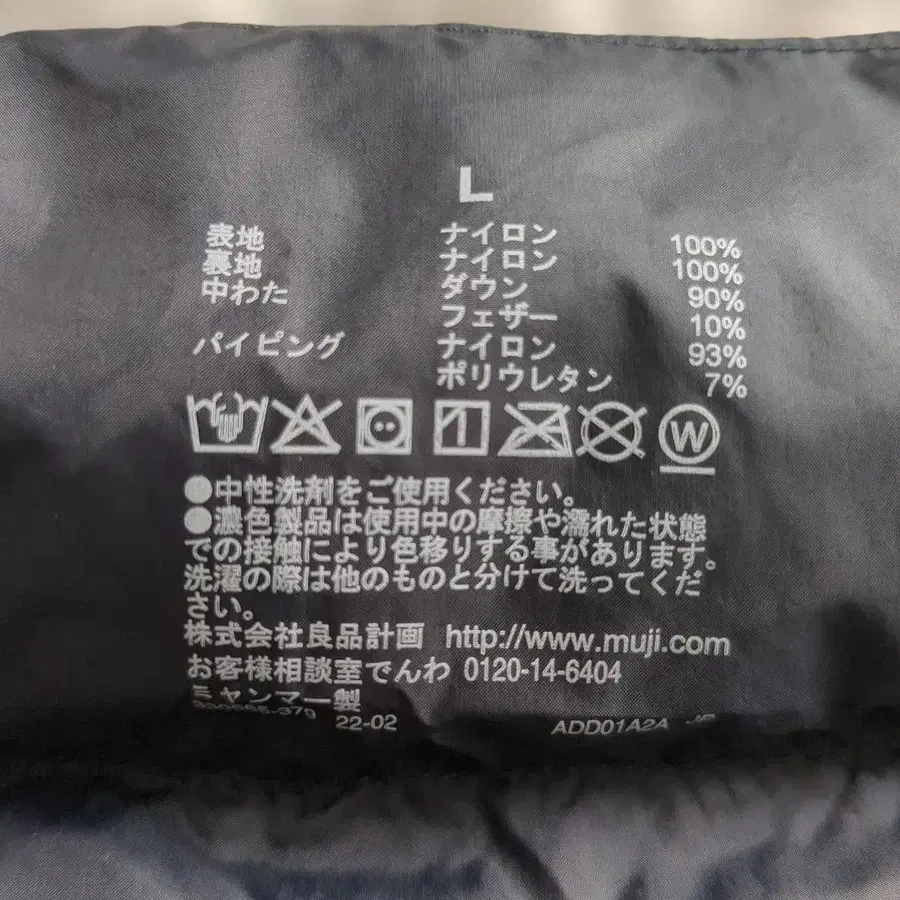 L
表地 ナイロン 100%
裏地 ナイロン 100%
中わた ダウン 90%
フェザー 10%
パイピング ナイロン 93%
ポリウレタン 7%
W
●中性洗剤をご使用ください。
●濃色製品は使用中の摩擦や濡れた状態
での接触により色移りする事があります。
洗濯の際は他のものと分けて洗ってくだ
さい。
株式会社良品計画 http://www.muji.com
お客様相談室でんわ 0120-14-6404
ミャンマー製
22-02 ADD01A2A